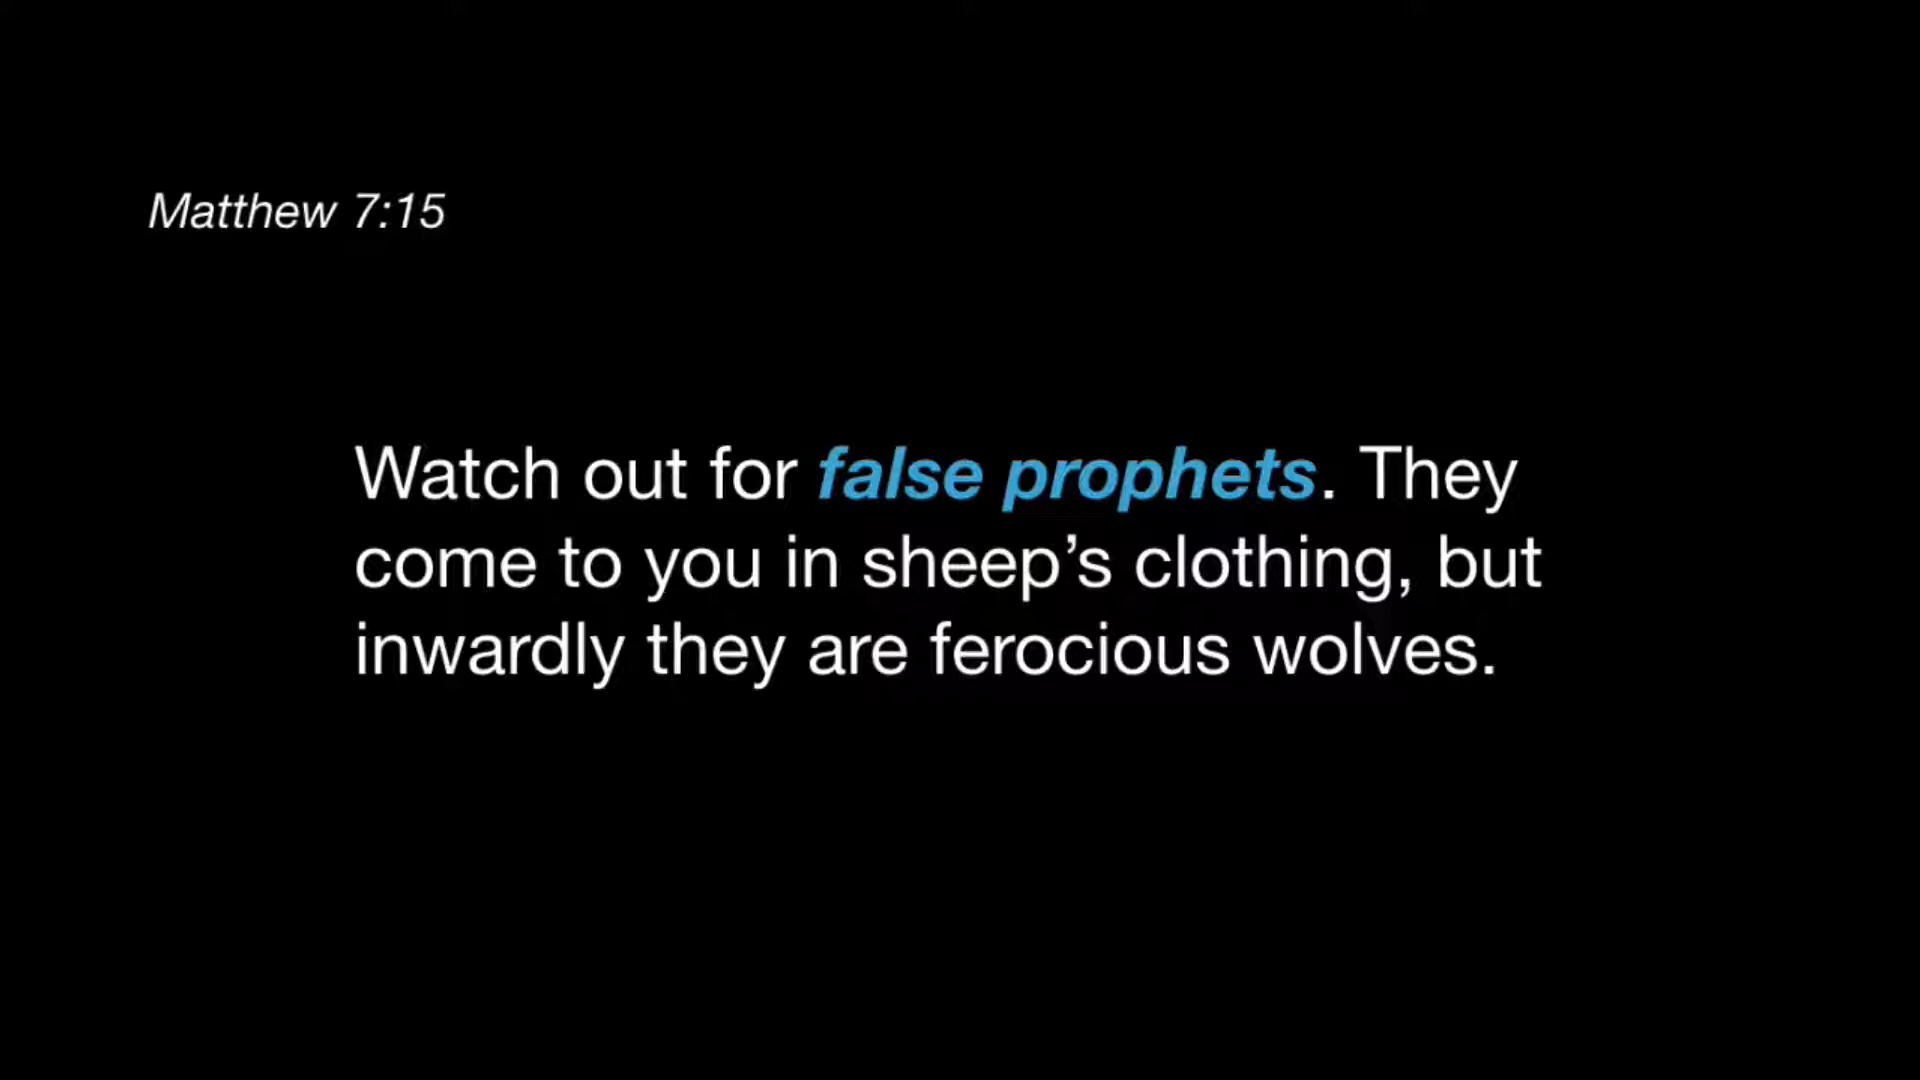 Matthew 7:15
Watch out for false prophets. They
come to you in sheep’s clothing, but
inwardly they are ferocious wolves.